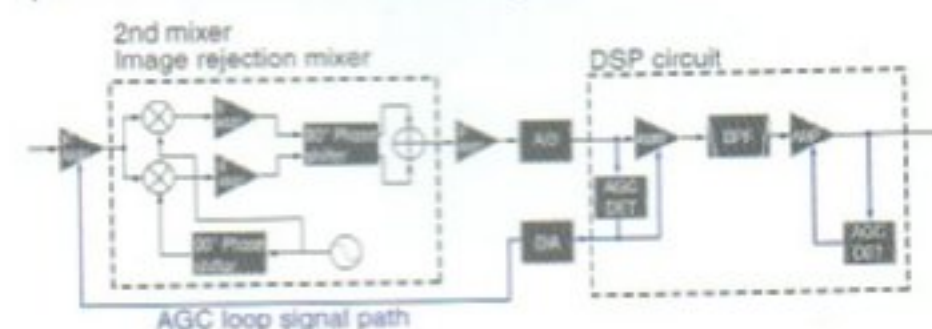 2nd mixer
Image rejection mixer
DSP circuit
90° Phase
shifter
A/D
BPF
AMP
AGC
DET
D/A
90° Phase
shifter
AGC
DET
AGC loop signal path